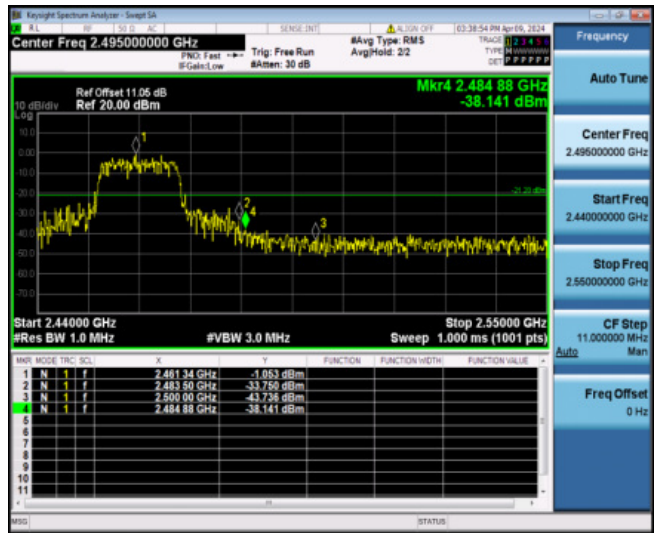 Keysight Spectrum Analyzer - Swept SA
RL RF 50 Ω AC SENSE:INT ALIGN OFF 03:38:54 PM Apr 09, 2024
Center Freq 2.495000000 GHz
PNO: Fast
IFGain:Low
Trig: Free Run
#Atten: 30 dB
#Avg Type: RMS
Avg|Hold: 2/2
TRACE 1 2 3 4 5 6
TYPE M W W W W W
DET P P P P P P
Ref Offset 11.05 dB
Ref 20.00 dBm
10 dB/div
Log
Mkr4 2.484 88 GHz
-38.141 dBm
10.0
0.00
-10.0
-20.0
-30.0
-40.0
-50.0
-60.0
-70.0
1
2
4
3
-21.20 dBm
Start 2.44000 GHz
Stop 2.55000 GHz
#Res BW 1.0 MHz
#VBW 3.0 MHz
Sweep 1.000 ms (1001 pts)
MKR MODE TRC SCL X Y FUNCTION FUNCTION WIDTH FUNCTION VALUE
1 N 1 f 2.461 34 GHz -1.053 dBm
2 N 1 f 2.483 50 GHz -33.750 dBm
3 N 1 f 2.500 00 GHz -43.736 dBm
4 N 1 f 2.484 88 GHz -38.141 dBm
5
6
7
8
9
10
11
MSG
STATUS
Frequency
Auto Tune
Center Freq
2.495000000 GHz
Start Freq
2.440000000 GHz
Stop Freq
2.550000000 GHz
CF Step
11.000000 MHz
Auto Man
Freq Offset
0 Hz